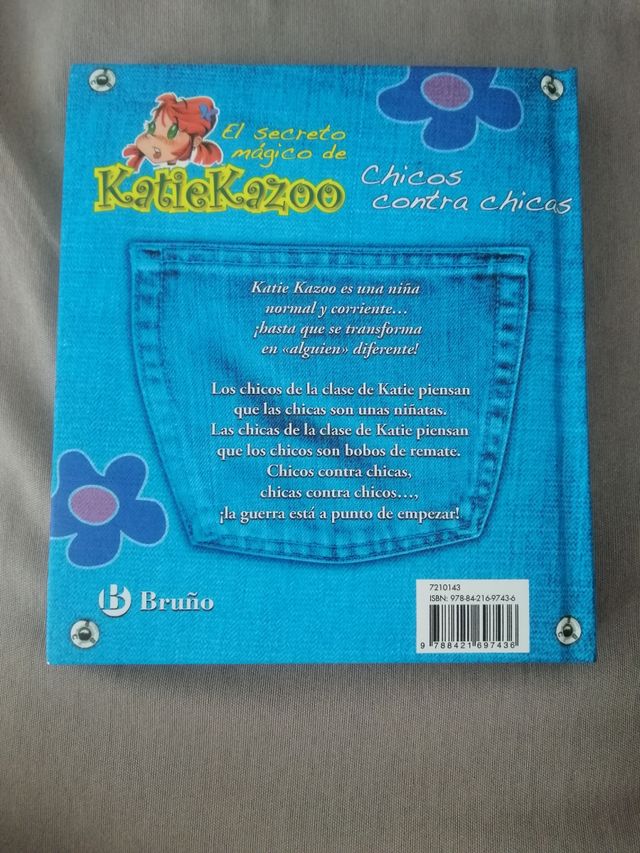 El secreto
mágico de
KatieKazoo
Chicos
contra chicas
Katie Kazoo es una niña
normal y corriente...
¡hasta que se transforma
en «alguien» diferente!
Los chicos de la clase de Katie piensan
que las chicas son unas niñatas.
Las chicas de la clase de Katie piensan
que los chicos son bobos de remate.
Chicos contra chicas,
chicas contra chicos...,
¡la guerra está a punto de empezar!
B Bruño
7210143
ISBN: 978-84-216-9743-6
9 788421 697436